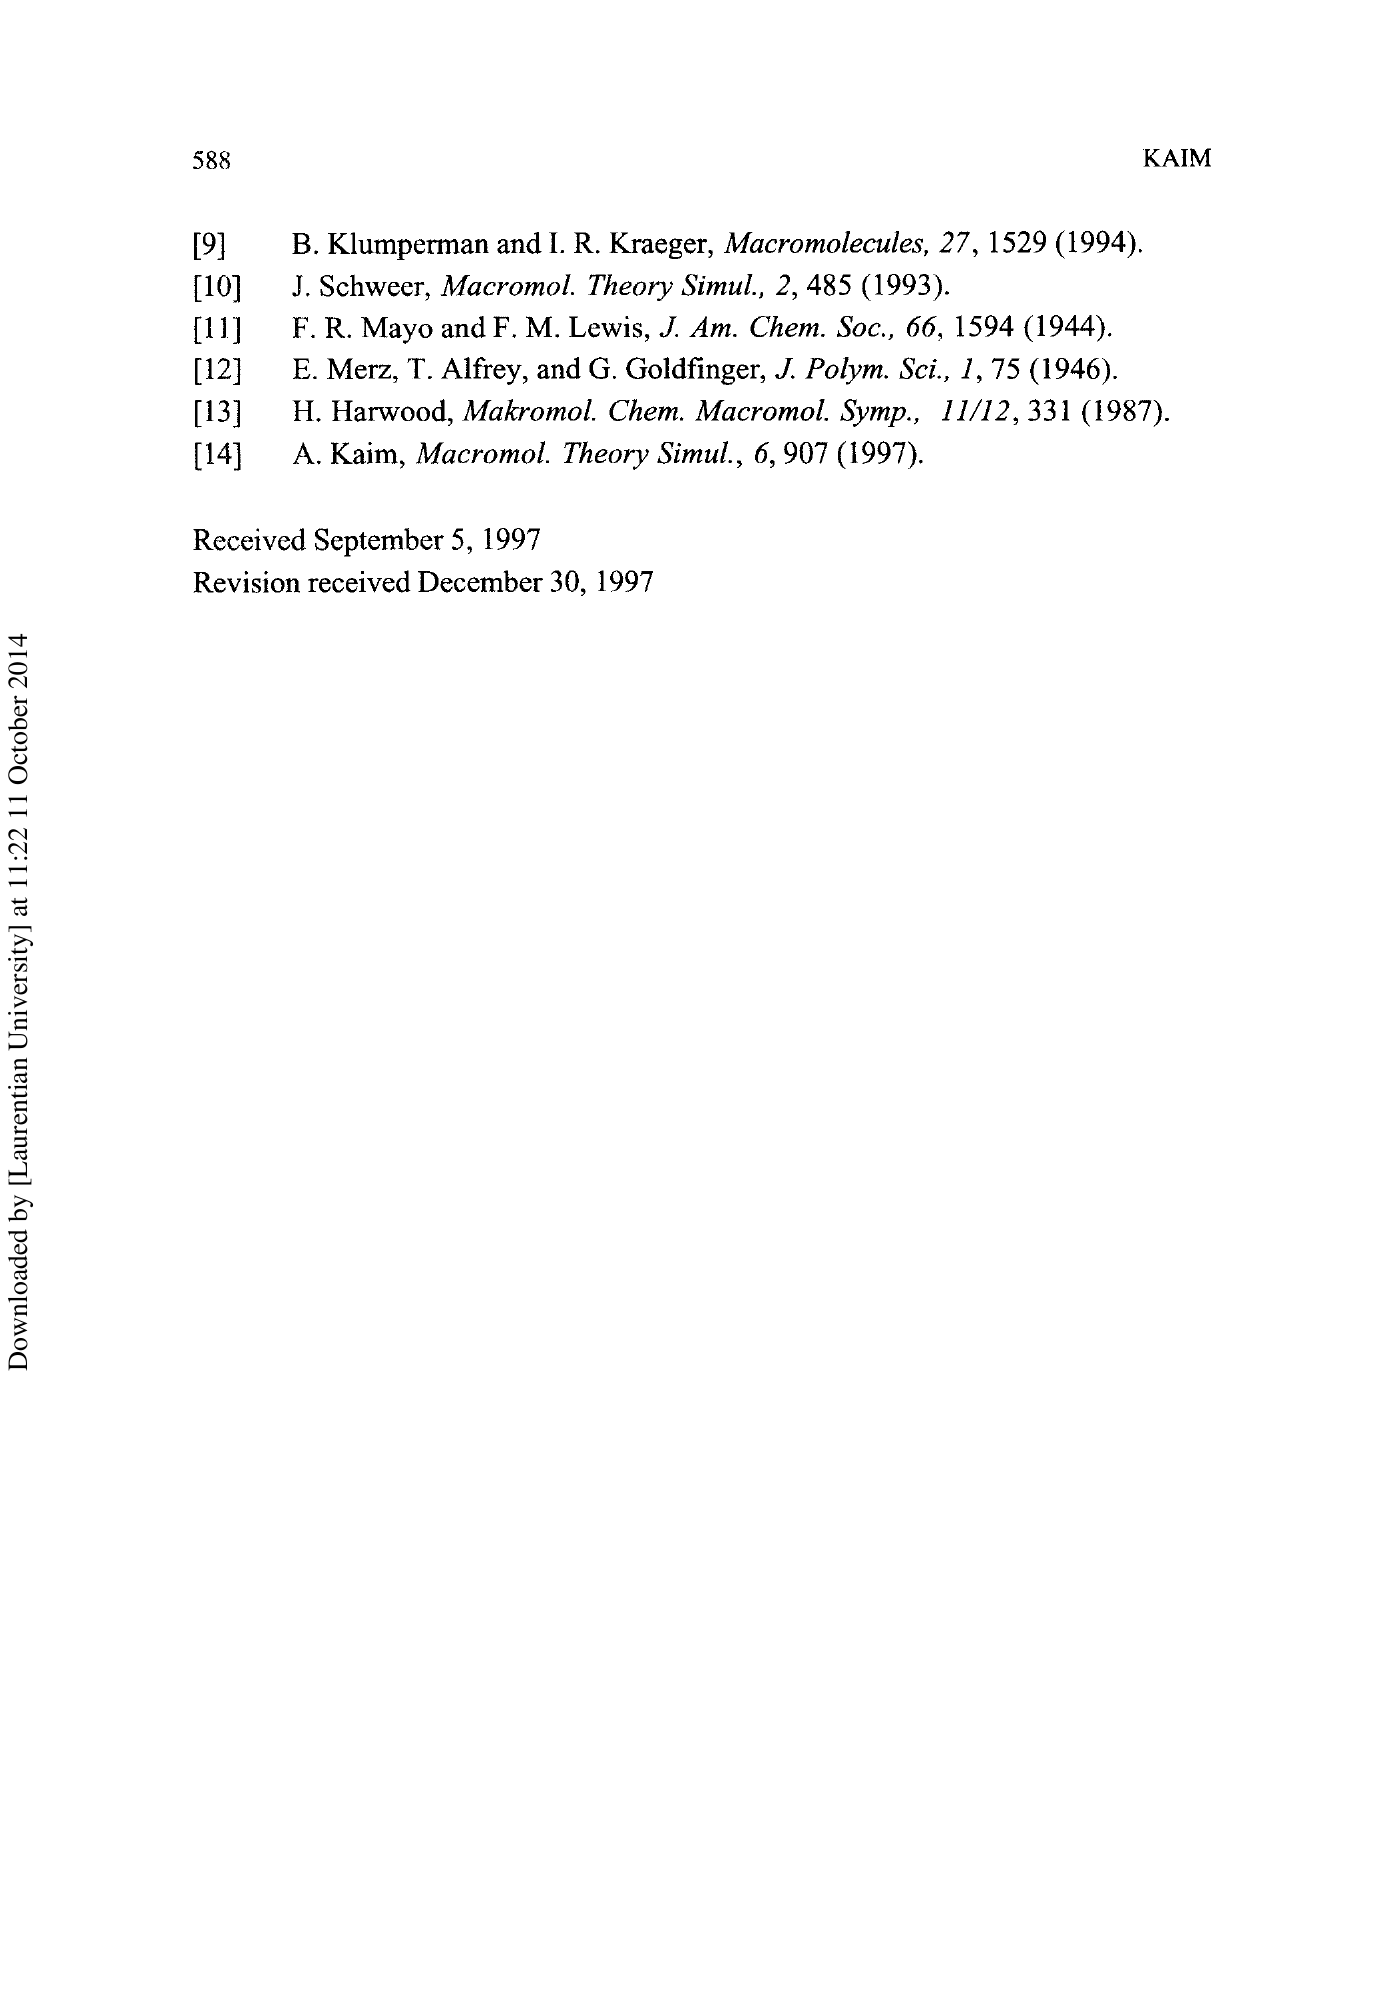 588
KAIM
[9] B. Klumperman and I. R. Kraeger, Macromolecules, 27, 1529 (1994).
[10] J. Schweer, Macromol. Theory Simul., 2, 485 (1993).
[11] F. R. Mayo and F. M. Lewis, J. Am. Chem. Soc., 66, 1594 (1944).
[12] E. Merz, T. Alfrey, and G. Goldfinger, J. Polym. Sci., 1, 75 (1946).
[13] H. Harwood, Makromol. Chem. Macromol. Symp., 11/12, 331 (1987).
[14] A. Kaim, Macromol. Theory Simul., 6, 907 (1997).
Received September 5, 1997
Revision received December 30, 1997
Downloaded by [Laurentian University] at 11:22 11 October 2014